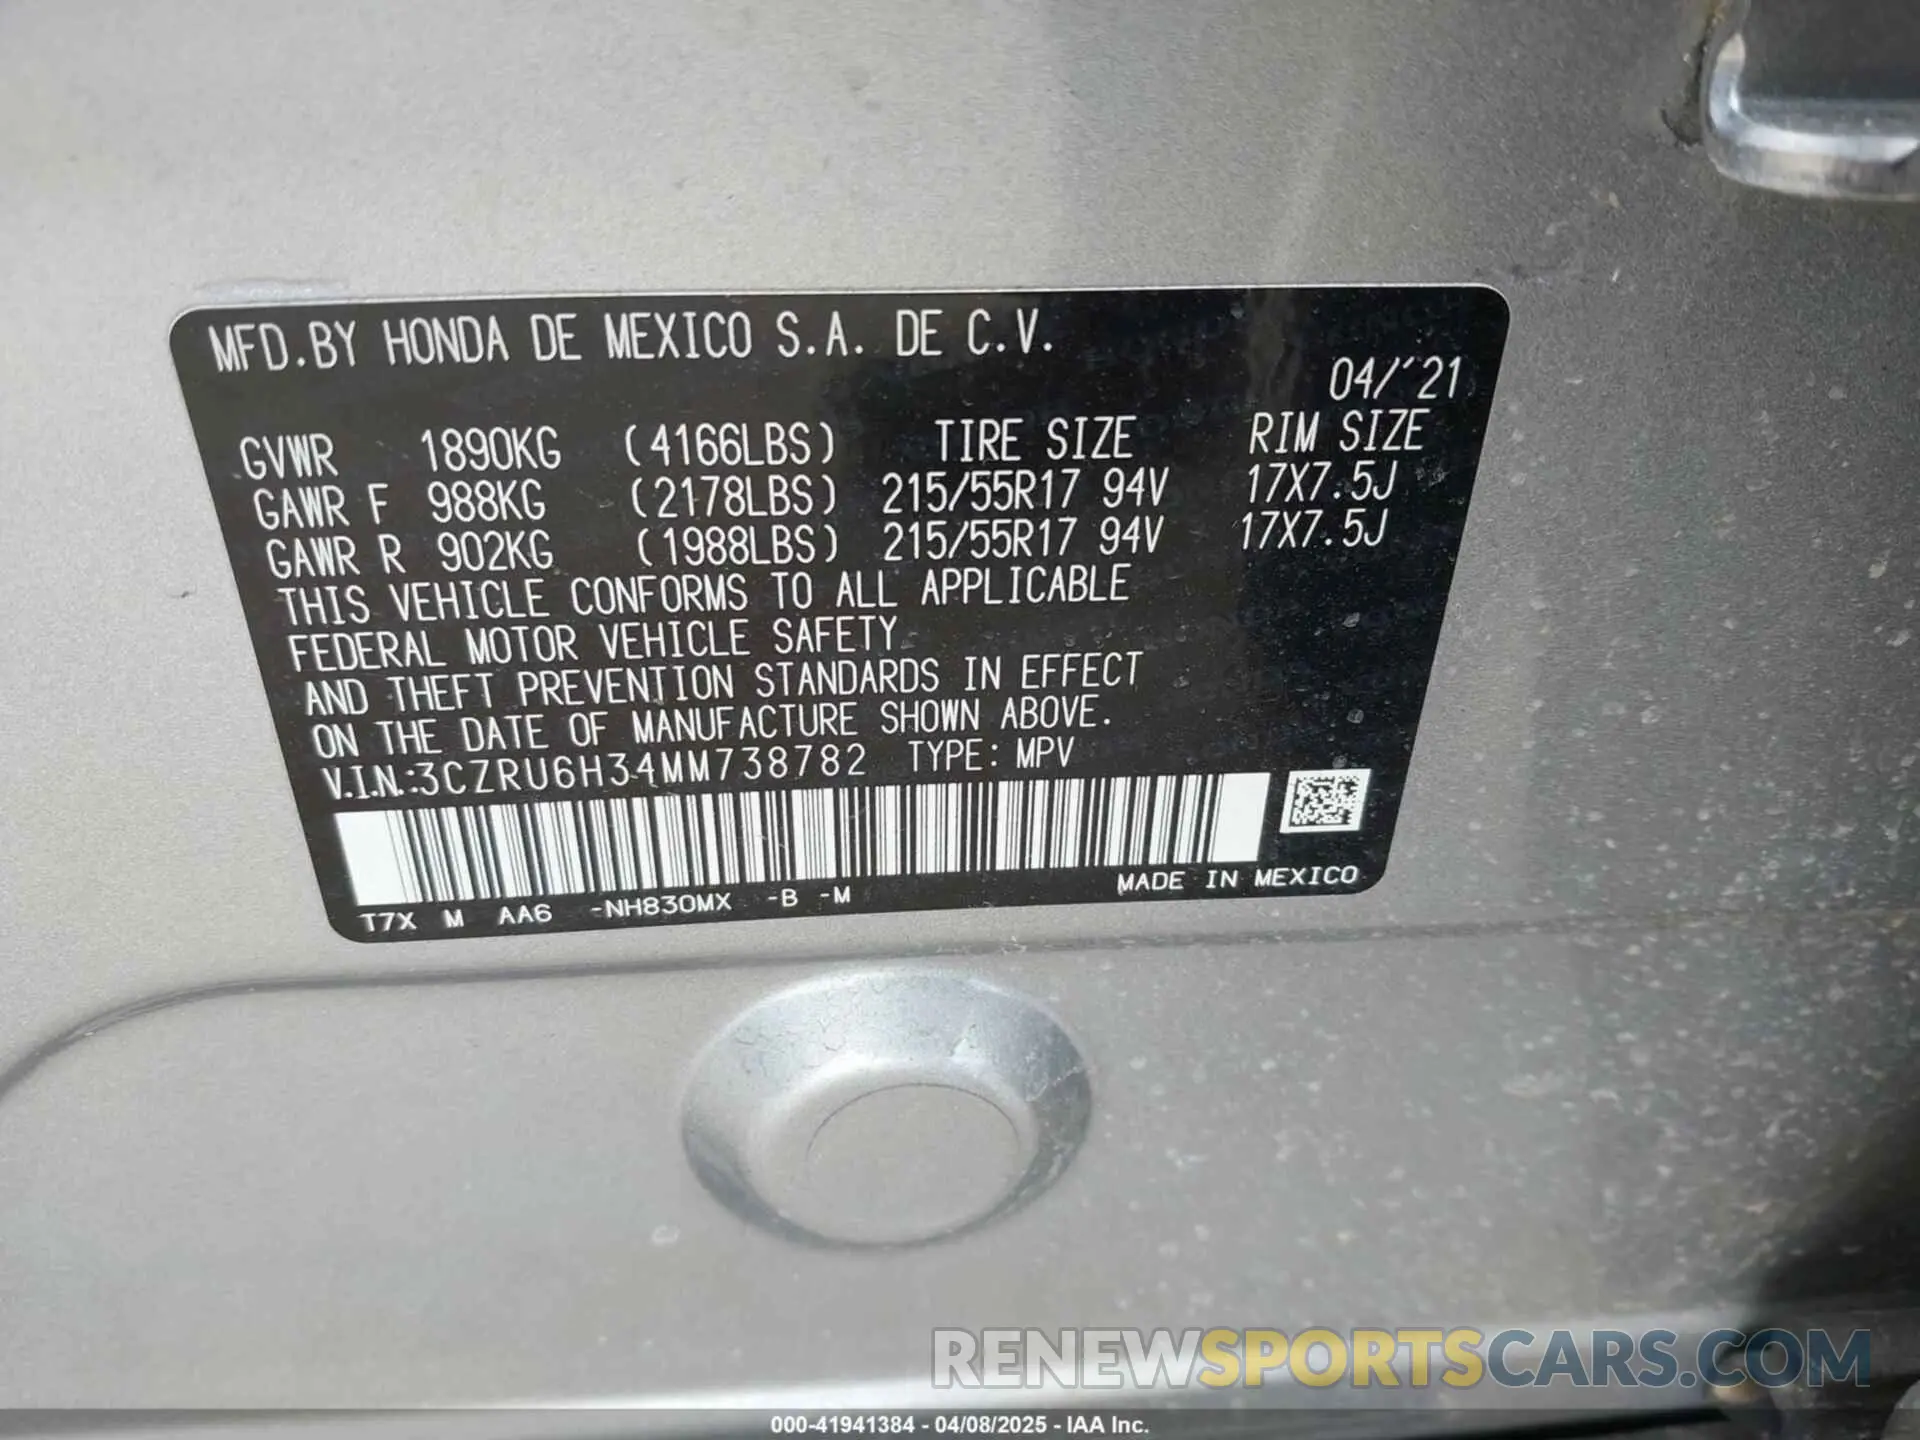 MFD.BY HONDA DE MEXICO S.A. DE C.V.
04/'21
GVWR 1890KG (4166LBS) TIRE SIZE RIM SIZE
GAWR F 988KG (2178LBS) 215/55R17 94V 17X7.5J
GAWR R 902KG (1988LBS) 215/55R17 94V 17X7.5J
THIS VEHICLE CONFORMS TO ALL APPLICABLE
FEDERAL MOTOR VEHICLE SAFETY
AND THEFT PREVENTION STANDARDS IN EFFECT
ON THE DATE OF MANUFACTURE SHOWN ABOVE.
V.I.N.:3CZRU6H34MM738782 TYPE: MPV
T7X M AA6 -NH830MX -B -M MADE IN MEXICO
RENEWSPORTSCARS.COM
000-41941384 - 04/08/2025 - IAA Inc.